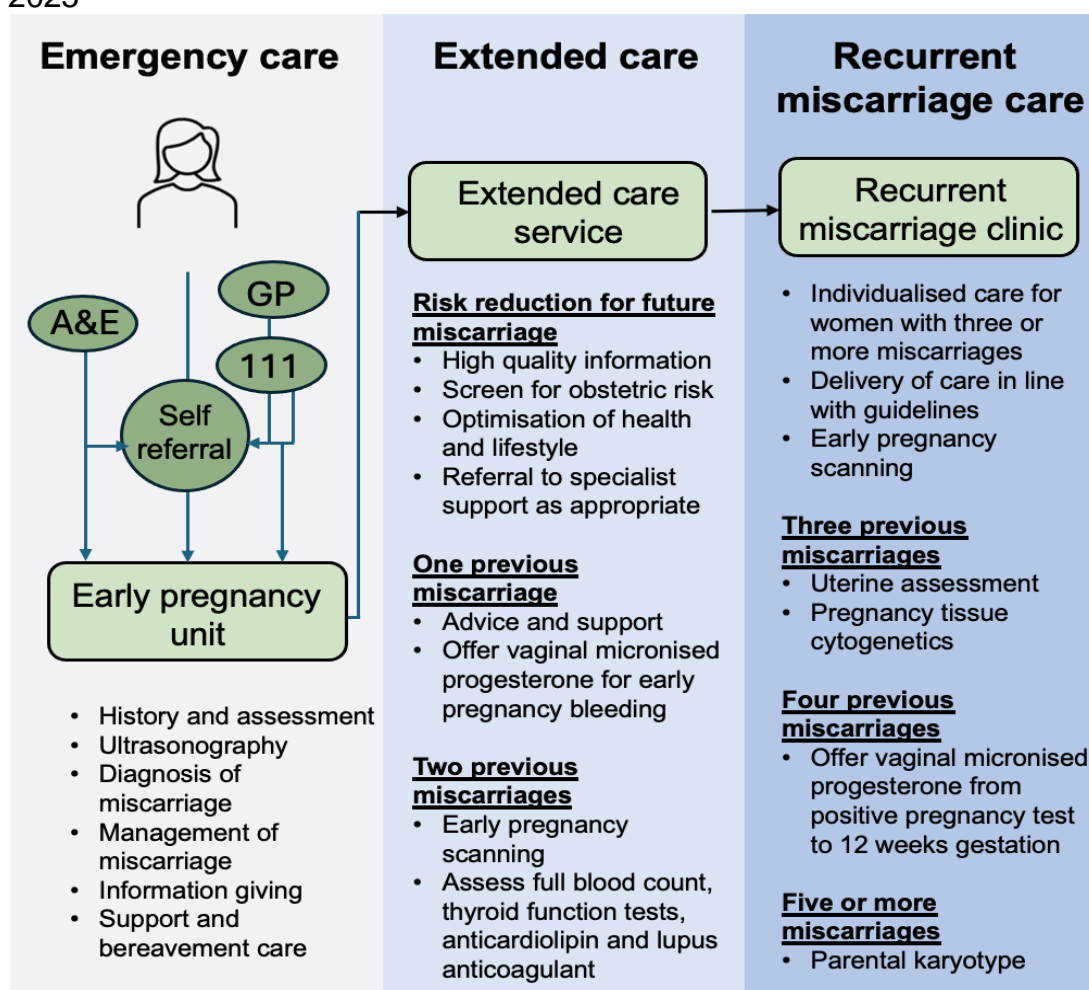 2025
Emergency care
A&E
GP
111
Self
referral
Early pregnancy
unit
• History and assessment
• Ultrasonography
• Diagnosis of
miscarriage
• Management of
miscarriage
• Information giving
• Support and
bereavement care
Extended care
Extended care
service
Risk reduction for future
miscarriage
• High quality information
• Screen for obstetric risk
• Optimisation of health
and lifestyle
• Referral to specialist
support as appropriate
One previous
miscarriage
• Advice and support
• Offer vaginal micronised
progesterone for early
pregnancy bleeding
Two previous
miscarriages
• Early pregnancy
scanning
• Assess full blood count,
thyroid function tests,
anticardiolipin and lupus
anticoagulant
Recurrent
miscarriage care
Recurrent
miscarriage clinic
• Individualised care for
women with three or
more miscarriages
• Delivery of care in line
with guidelines
• Early pregnancy
scanning
Three previous
miscarriages
• Uterine assessment
• Pregnancy tissue
cytogenetics
Four previous
miscarriages
• Offer vaginal micronised
progesterone from
positive pregnancy test
to 12 weeks gestation
Five or more
miscarriages
• Parental karyotype